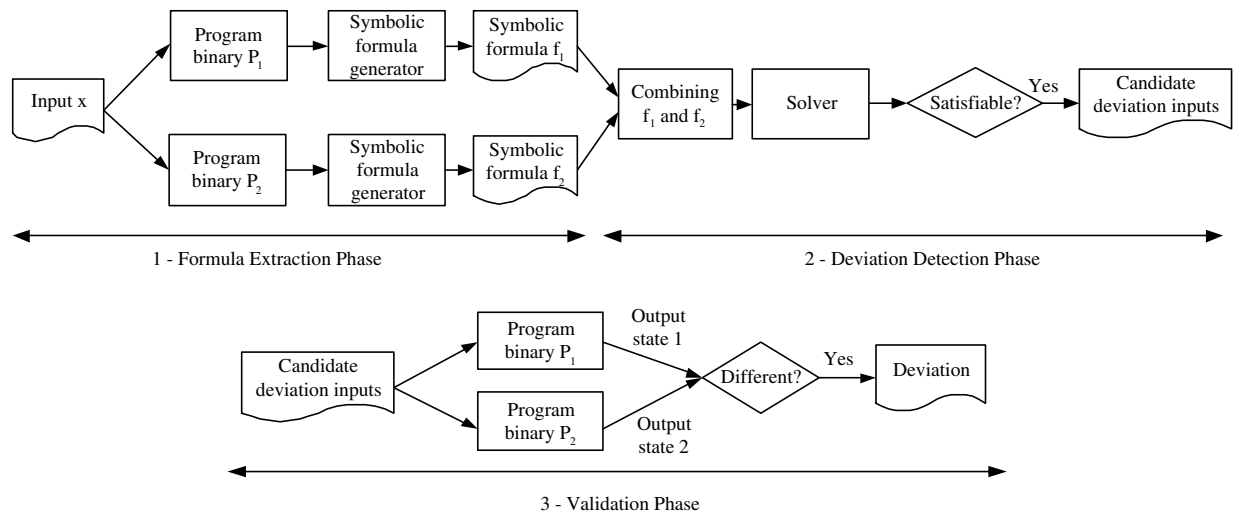 Input x
Program
binary P₁
Symbolic
formula
generator
Symbolic
formula f₁
Program
binary P₂
Symbolic
formula
generator
Symbolic
formula f₂
Combining
f₁ and f₂
Solver
Satisfiable?
Yes
Candidate
deviation inputs
1 - Formula Extraction Phase
2 - Deviation Detection Phase
Candidate
deviation inputs
Program
binary P₁
Program
binary P₂
Output
state 1
Output
state 2
Different?
Yes
Deviation
3 - Validation Phase